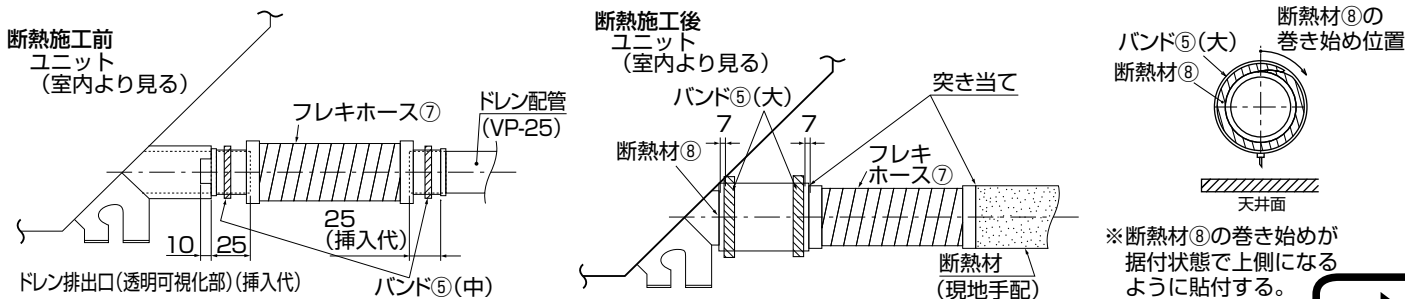 断熱施工前
ユニット
(室内より見る)
フレキホース⑦
ドレン配管
(VP-25)
10
25
25
(挿入代)
ドレン排出口(透明可視化部)(挿入代)
バンド⑤(中)
断熱施工後
ユニット
(室内より見る)
バンド⑤(大)
突き当て
7
7
断熱材⑧
フレキ
ホース⑦
断熱材
(現地手配)
断熱材⑧の
巻き始め位置
バンド⑤(大)
断熱材⑧
天井面
※断熱材⑧の巻き始めが
据付状態で上側になる
ように貼付する。